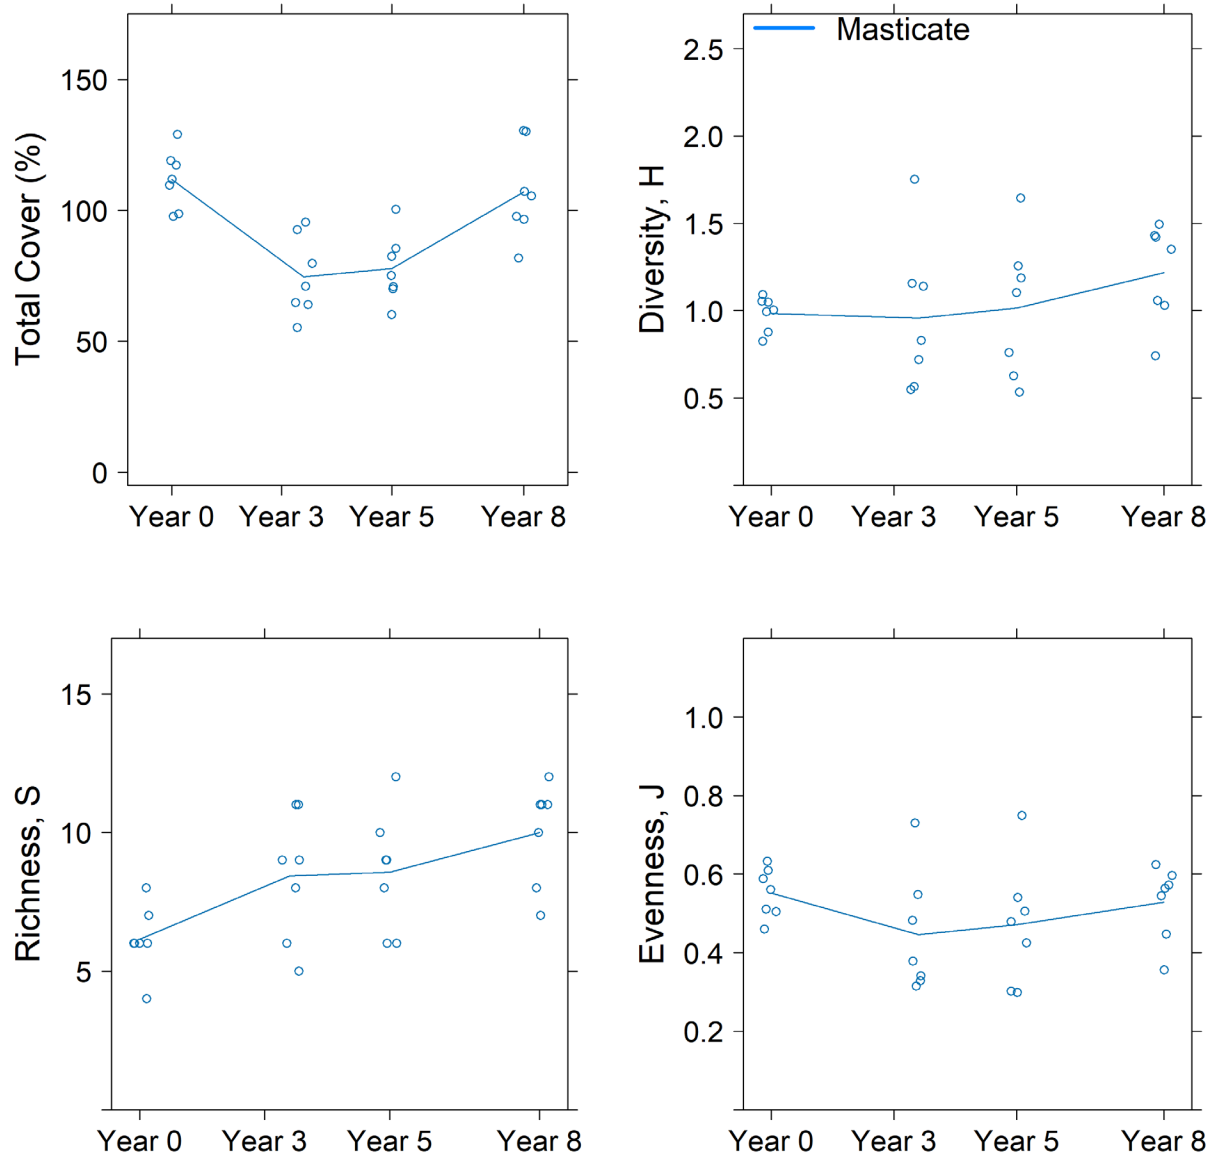 Total Cover (%)
150
100
50
0
Year 0 Year 3 Year 5 Year 8
Masticate
Diversity, H
2.5
2.0
1.5
1.0
0.5
Year 0 Year 3 Year 5 Year 8
Richness, S
15
10
5
Year 0 Year 3 Year 5 Year 8
Evenness, J
1.0
0.8
0.6
0.4
0.2
Year 0 Year 3 Year 5 Year 8